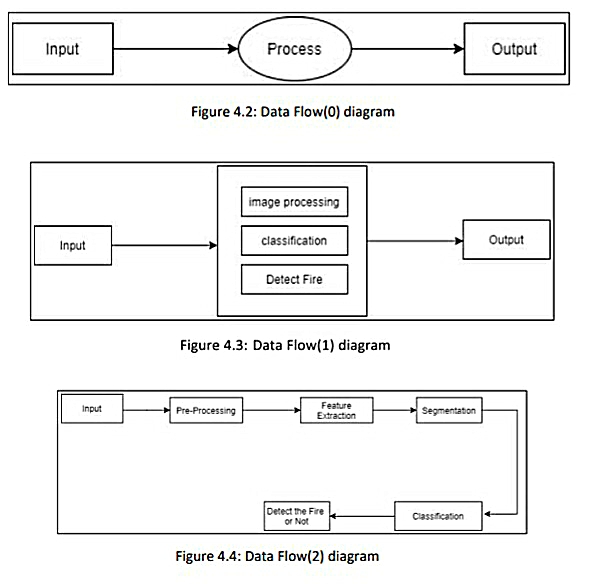 Input
Process
Output
Figure 4.2: Data Flow(0) diagram
image processing
Input
classification
Output
Detect Fire
Figure 4.3: Data Flow(1) diagram
Input
Pre-Processing
Feature
Extraction
Segmentation
Detect the Fire
or Not
Classification
Figure 4.4: Data Flow(2) diagram